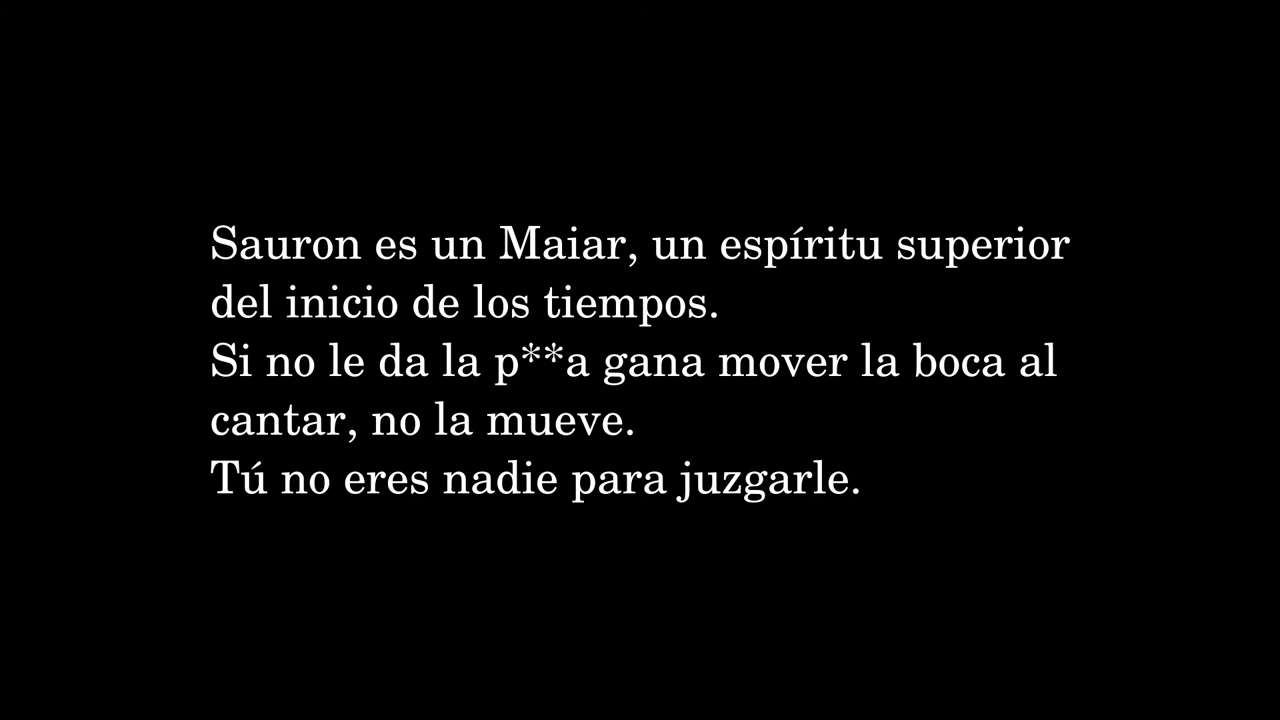 Sauron es un Maiar, un espíritu superior
del inicio de los tiempos.
Si no le da la p**a gana mover la boca al
cantar, no la mueve.
Tú no eres nadie para juzgarle.